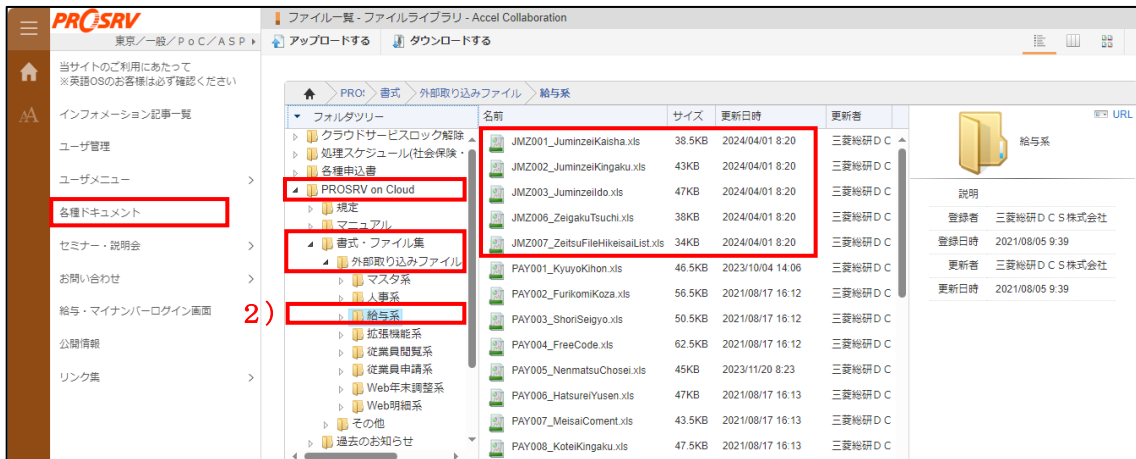 PROSRV
東京／一般／ＰｏＣ／ＡＳＰ
当サイトのご利用にあたって
※英語OSのお客様は必ず確認ください
インフォメーション記事一覧
ユーザ管理
ユーザメニュー
各種ドキュメント
セミナー・説明会
お問い合わせ
給与・マイナンバーログイン画面
公開情報
リンク集
AA
ファイル一覧 - ファイルライブラリ - Accel Collaboration
アップロードする ダウンロードする
PRO 書式 外部取り込みファイル 給与系
フォルダツリー
クラウドサービスロック解除
処理スケジュール(社会保険・
各種申込書
PROSRV on Cloud
規定
マニュアル
書式・ファイル集
外部取り込みファイル
マスタ系
人事系
2）
給与系
拡張機能系
従業員閲覧系
従業員申請系
Web年末調整系
Web明細系
その他
過去のお知らせ
名前 サイズ 更新日時 更新者
JMZ001_JuminzeiKaisha.xls 38.5KB 2024/04/01 8:20 三菱総研ＤＣ
JMZ002_JuminzeiKingaku.xls 43KB 2024/04/01 8:20 三菱総研ＤＣ
JMZ003_JuminzeiIdo.xls 47KB 2024/04/01 8:20 三菱総研ＤＣ
JMZ006_ZeigakuTsuchi.xls 38KB 2024/04/01 8:20 三菱総研ＤＣ
JMZ007_ZeitsuFileHikeisaiList.xls 34KB 2024/04/01 8:20 三菱総研ＤＣ
PAY001_KyuyoKihon.xls 46.5KB 2023/10/04 14:06 三菱総研ＤＣ
PAY002_FurikomiKoza.xls 56.5KB 2021/08/17 16:12 三菱総研ＤＣ
PAY003_ShoriSeigyo.xls 50.5KB 2021/08/17 16:12 三菱総研ＤＣ
PAY004_FreeCode.xls 62.5KB 2021/08/17 16:12 三菱総研ＤＣ
PAY005_NenmatsuChosei.xls 45KB 2023/11/20 8:23 三菱総研ＤＣ
PAY006_HatsureiYusen.xls 47KB 2021/08/17 16:13 三菱総研ＤＣ
PAY007_MeisaiComent.xls 43.5KB 2021/08/17 16:13 三菱総研ＤＣ
PAY008_KoteiKingaku.xls 47.5KB 2021/08/17 16:13 三菱総研ＤＣ
URL
給与系
説明
登録者 三菱総研ＤＣＳ株式会社
登録日時 2021/08/05 9:39
更新者 三菱総研ＤＣＳ株式会社
更新日時 2021/08/05 9:39